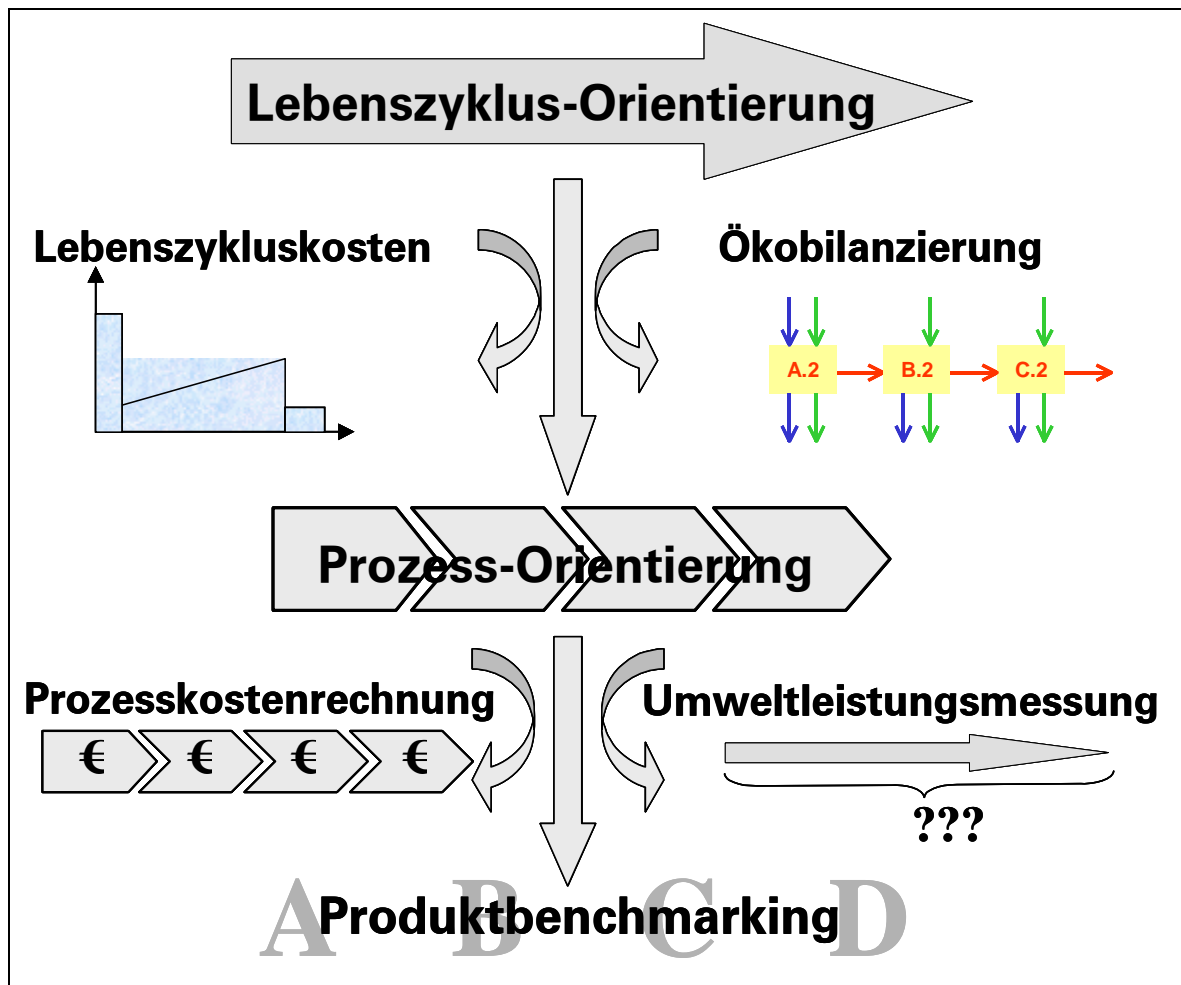 Lebenszyklus-Orientierung
Lebenszykluskosten
Ökobilanzierung
A.2 B.2 C.2
Prozess-Orientierung
Prozesskostenrechnung
Umweltleistungsmessung
€ € € €
???
A B C D
Produktbenchmarking